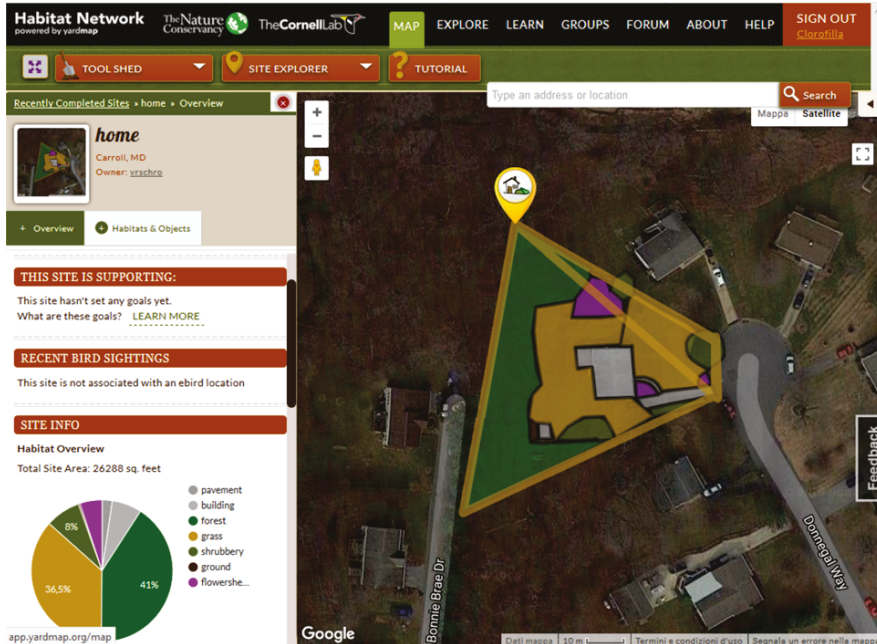 Habitat Network
powered by yardmap
TheNature
Conservancy
TheCornellLab
MAP
EXPLORE
LEARN
GROUPS
FORUM
ABOUT
HELP
SIGN OUT
Clorofilla
TOOL SHED
SITE EXPLORER
TUTORIAL
Type an address or location
Search
Recently Completed Sites » home » Overview
Mappa
Satellite
home
Carroll, MD
Owner: vrschro
+ Overview
+ Habitats & Objects
THIS SITE IS SUPPORTING:
This site hasn't set any goals yet.
What are these goals? LEARN MORE
RECENT BIRD SIGHTINGS
This site is not associated with an ebird location
SITE INFO
Habitat Overview
Total Site Area: 26288 sq. feet
pavement
building
forest
grass
shrubbery
ground
flowershe...
8%
36,5%
41%
app.yardmap.org/map
Feedback
Donnegal Way
Bonnie Brae Dr
Google
Dati mappa
10 m
Termini e condizioni d'uso
Segnala un errore nella mappa